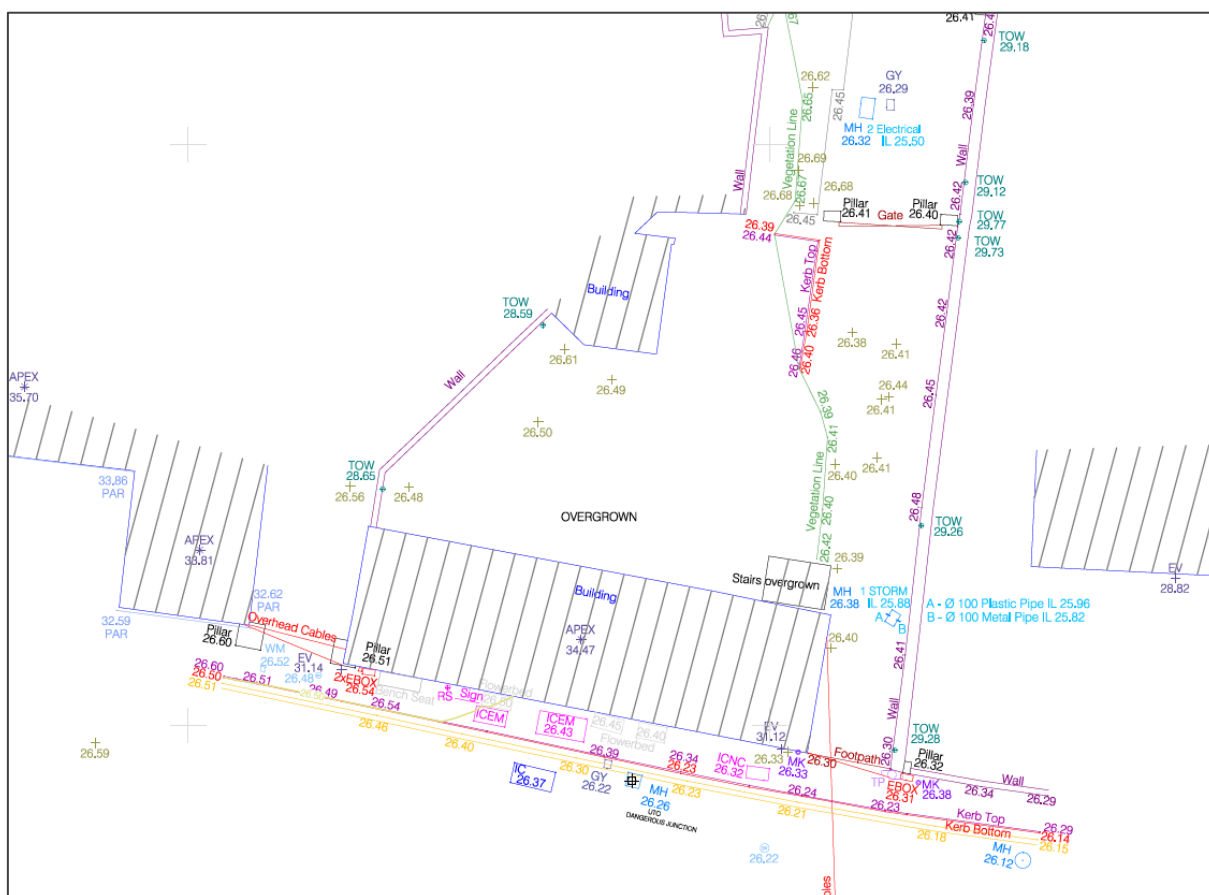 26.41
TOW
29.18
26.62
GY
26.29
26.65
26.45
26.39
Vegetation Line
MH 2 Electrical
26.32 IL 25.50
Wall
Wall
26.69
26.67
26.68
26.68
26.42
TOW
29.12
Pillar
26.41
Gate
Pillar
26.40
TOW
29.77
26.45
26.39
26.44
26.42
TOW
29.73
Kerb Top
Kerb Bottom
Building
TOW
28.59
26.45
26.36
26.42
26.38
26.41
26.61
26.46
26.40
Wall
APEX
35.70
26.49
26.44
26.41
26.45
26.39
26.50
26.41
33.86
PAR
TOW
28.65
26.56
26.48
26.40
26.41
OVERGROWN
Vegetation Line
26.40
26.48
TOW
29.26
26.42
APEX
33.81
26.39
Stairs overgrown
EV
28.82
Building
MH 1 STORM
26.38 IL 25.88
A - Ø 100 Plastic Pipe IL 25.96
B - Ø 100 Metal Pipe IL 25.82
A
B
32.62
PAR
32.59
PAR
Overhead Cables
Pillar
26.60
APEX
34.47
26.40
26.41
Pillar
26.51
WM
26.52
EV
31.14
26.48
2xEBOX
26.54
26.60
26.50
26.51
26.51
26.49
26.50
26.54
Bench Seat
RS
Sign
Flowerbed
26.50
ICEM
ICEM
26.43
26.45
26.40
Flowerbed
Wall
TOW
29.28
EV
31.12
26.33
MK
26.33
26.30
Footpath
26.30
Pillar
26.32
26.59
26.46
26.40
26.39
26.34
26.23
ICNC
26.32
TP
EBOX
26.31
MK
26.38
Wall
26.34
26.29
IC
26.37
26.30
GY
26.22
26.23
MH
26.26
UTO
DANGEROUS JUNCTION
26.24
26.21
26.23
Kerb Top
Kerb Bottom
26.29
26.14
26.15
26.18
26.22
MH
26.12